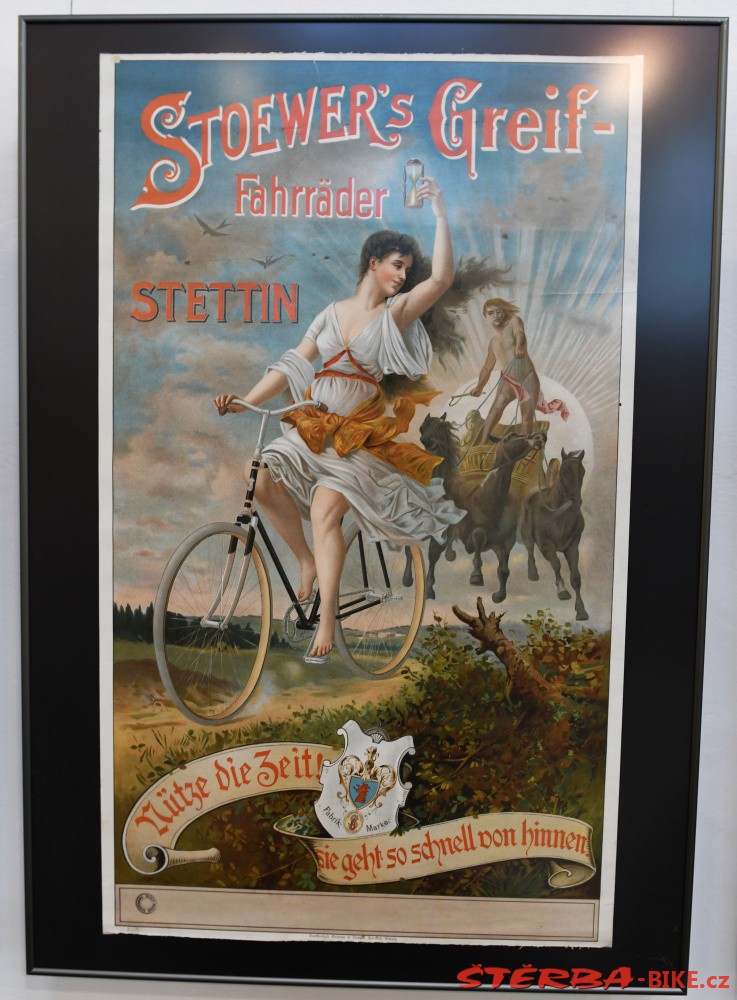 STOEWER's Greif-
Fahrräder
STETTIN
Nütze die Zeit!
Fabrik Marke.
sie geht so schnell von hinnen
ŠTĚRBA-BIKE.cz